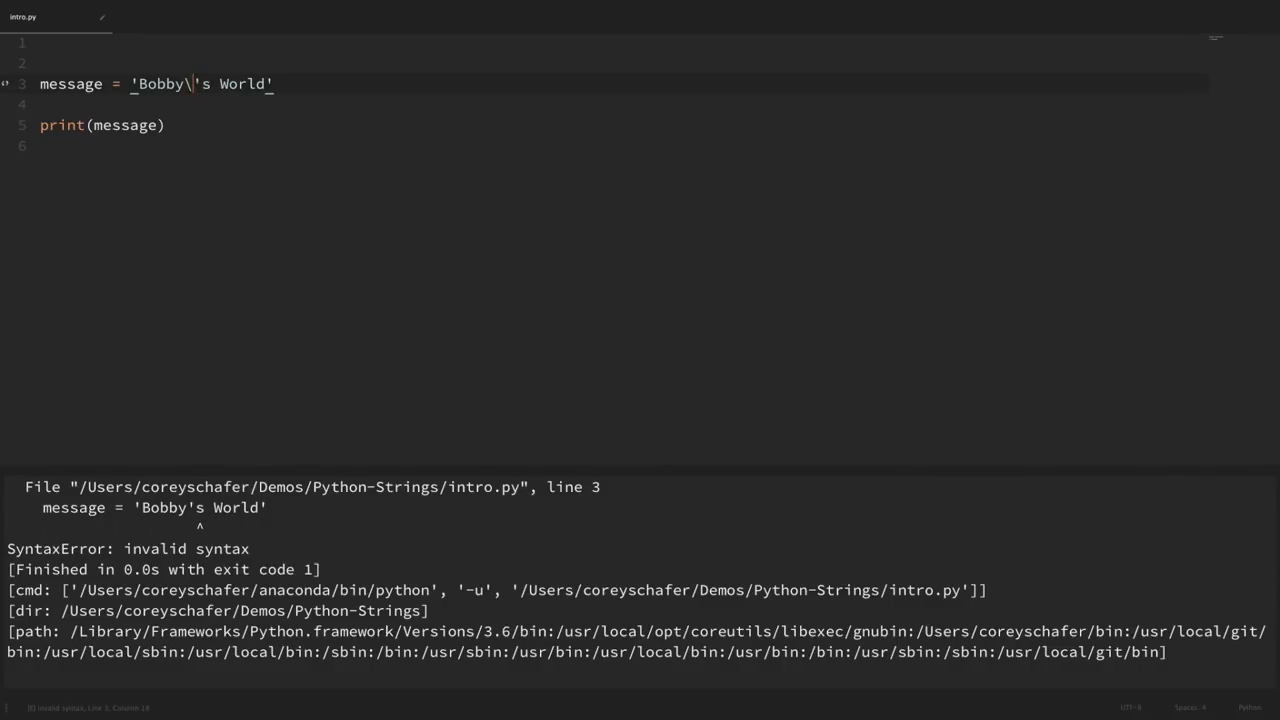 intro.py
1
2
3 message = 'Bobby\'s World'
4
5 print(message)
6
File "/Users/coreyschafer/Demos/Python-Strings/intro.py", line 3
message = 'Bobby's World'
^
SyntaxError: invalid syntax
[Finished in 0.0s with exit code 1]
[cmd: ['/Users/coreyschafer/anaconda/bin/python', '-u', '/Users/coreyschafer/Demos/Python-Strings/intro.py']]
[dir: /Users/coreyschafer/Demos/Python-Strings]
[path: /Library/Frameworks/Python.framework/Versions/3.6/bin:/usr/local/opt/coreutils/libexec/gnubin:/Users/coreyschafer/bin:/usr/local/git/
bin:/usr/local/sbin:/usr/local/bin:/sbin:/bin:/usr/sbin:/usr/bin:/usr/local/bin:/usr/bin:/bin:/usr/sbin:/sbin:/usr/local/git/bin]
[E] invalid syntax, Line 3, Column 18 UTF-8 Spaces: 4 Python